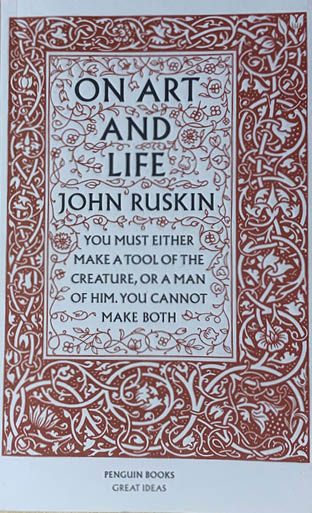 ON ART
AND
LIFE
JOHN RUSKIN
YOU MUST EITHER
MAKE A TOOL OF THE
CREATURE, OR A MAN
OF HIM. YOU CANNOT
MAKE BOTH
PENGUIN BOOKS
GREAT IDEAS